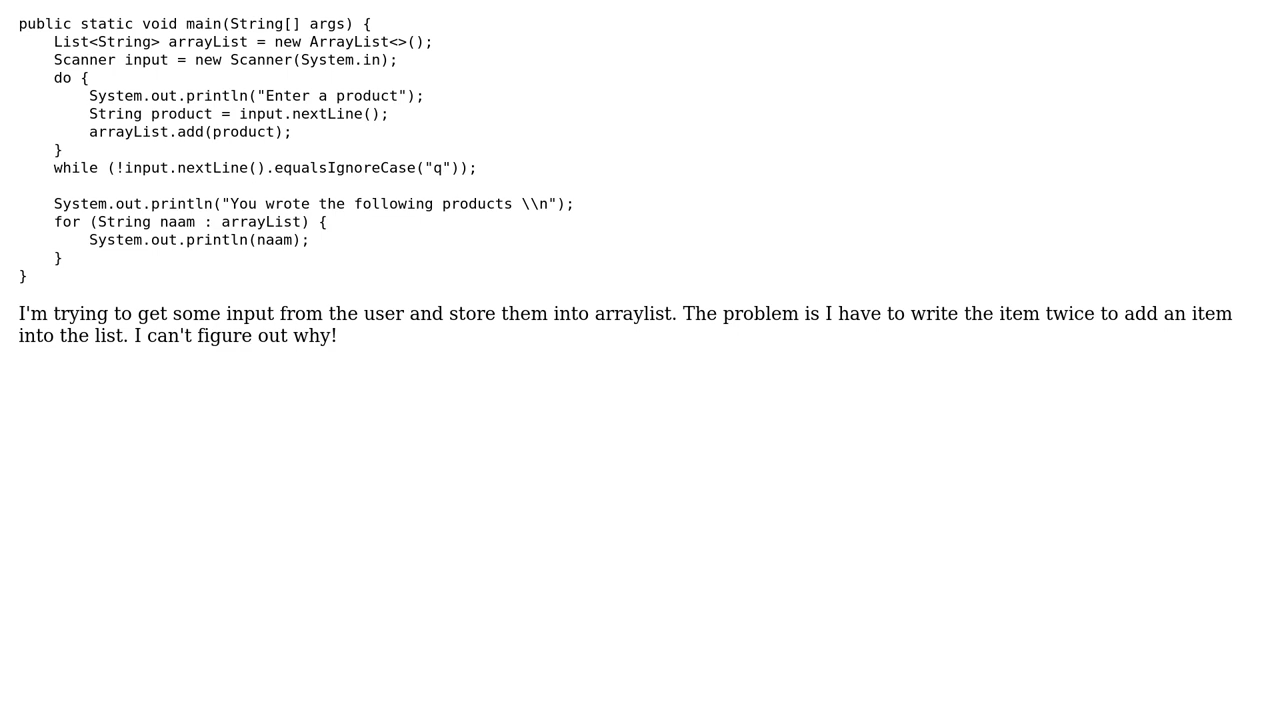 public static void main(String[] args) {
    List<String> arrayList = new ArrayList<>();
    Scanner input = new Scanner(System.in);
    do {
        System.out.println("Enter a product");
        String product = input.nextLine();
        arrayList.add(product);
    }
    while (!input.nextLine().equalsIgnoreCase("q"));

    System.out.println("You wrote the following products \\n");
    for (String naam : arrayList) {
        System.out.println(naam);
    }
}
I'm trying to get some input from the user and store them into arraylist. The problem is I have to write the item twice to add an item
into the list. I can't figure out why!